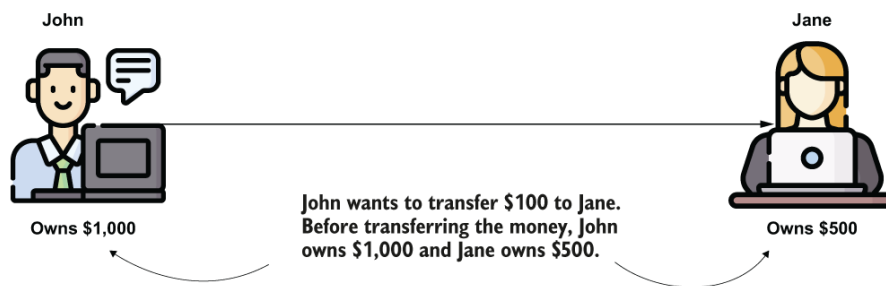 John
Jane
John wants to transfer $100 to Jane.
Before transferring the money, John
owns $1,000 and Jane owns $500.
Owns $1,000
Owns $500